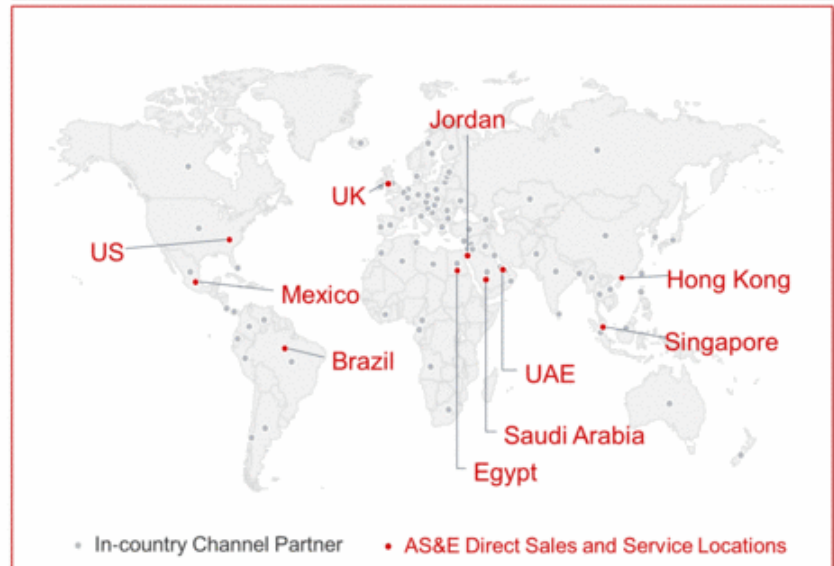 Jordan
UK
US
Hong Kong
Mexico
Singapore
Brazil
UAE
Saudi Arabia
Egypt
In-country Channel Partner
AS&E Direct Sales and Service Locations